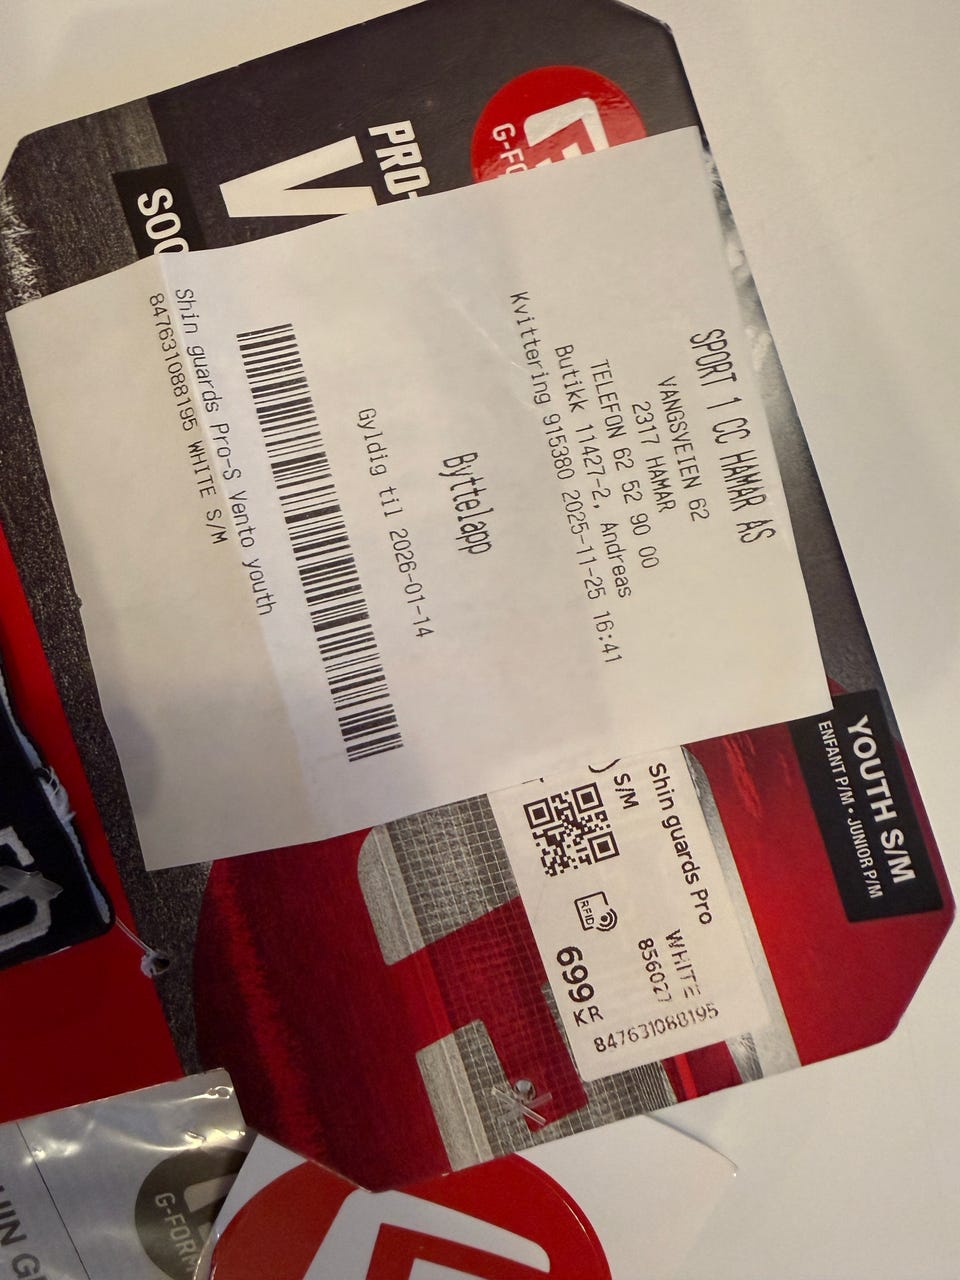 SPORT 1 CC HAMAR AS
VANGSVEIEN 62
2317 HAMAR
TELEFON 62 52 90 00
Butikk 11427-2, Andreas
Kvittering 915380 2025-11-25 16:41
Byttelapp
Gyldig til 2026-01-14
Shin guards Pro-S Vento youth
847631088195 WHITE S/M
G-FO
PRO-
V
SOC
YOUTH S/M
ENFANT P/M • JUNIOR P/M
Shin guards Pro
S/M
WHITE
856027
RFID
699 KR
847631088195
G-FORM